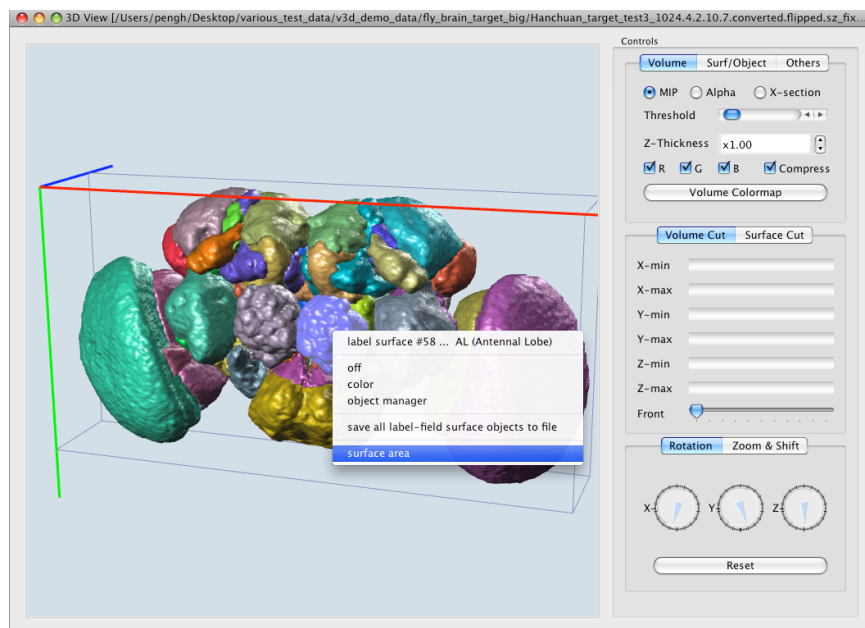 3D View [/Users/pengh/Desktop/various_test_data/v3d_demo_data/fly_brain_target_big/Hanchuan_target_test3_1024.4.2.10.7.converted.flipped.sz_fix...
Controls
Volume Surf/Object Others
MIP Alpha X-section
Threshold
Z-Thickness x1.00
R G B Compress
Volume Colormap
Volume Cut Surface Cut
X-min
X-max
Y-min
Y-max
Z-min
Z-max
Front
Rotation Zoom & Shift
X Y Z
Reset
label surface #58 ... AL (Antennal Lobe)
off
color
object manager
save all label-field surface objects to file
surface area